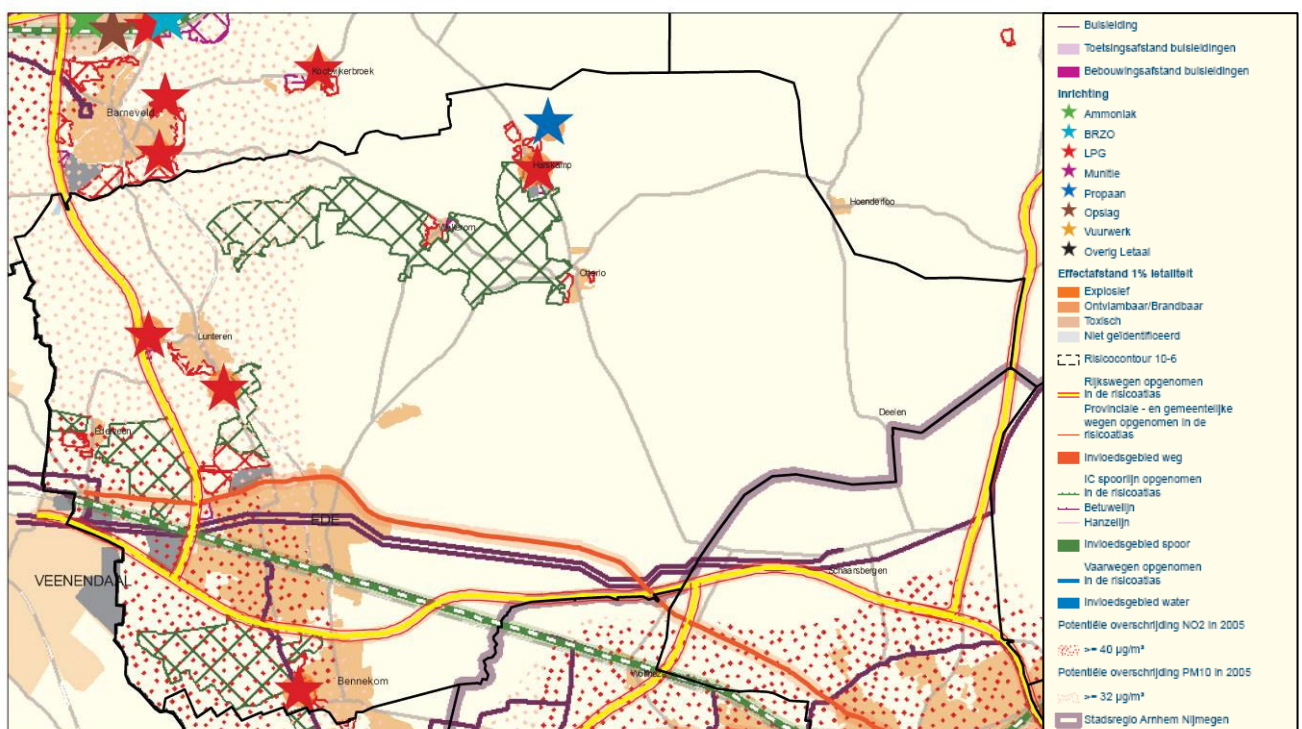 Kootwijkerbroek
Barneveld
Harskamp
Hoenderloo
Wekerom
Otterlo
Lunteren
Deelen
Ederveen
EDE
Schaarsbergen
VEENENDAAL
Wolfheze
Bennekom
Buisleiding
Toetsingsafstand buisleidingen
Bebouwingsafstand buisleidingen
Inrichting
Ammoniak
BRZO
LPG
Munitie
Propaan
Opslag
Vuurwerk
Overig Letaal
Effectafstand 1% letaliteit
Explosief
Ontvlambaar/Brandbaar
Toxisch
Niet geïdentificeerd
Risicocontour 10-6
Rijkswegen opgenomen
in de risicoatlas
Provinciale - en gemeentelijke
wegen opgenomen in de
risicoatlas
Invloedsgebied weg
IC spoorlijn opgenomen
in de risicoatlas
Betuwelijn
Hanzelijn
Invloedsgebied spoor
Vaarwegen opgenomen
in de risicoatlas
Invloedsgebied water
Potentiële overschrijding NO2 in 2005
>= 40 µg/m³
Potentiële overschrijding PM10 in 2005
>= 32 µg/m³
Stadsregio Arnhem Nijmegen